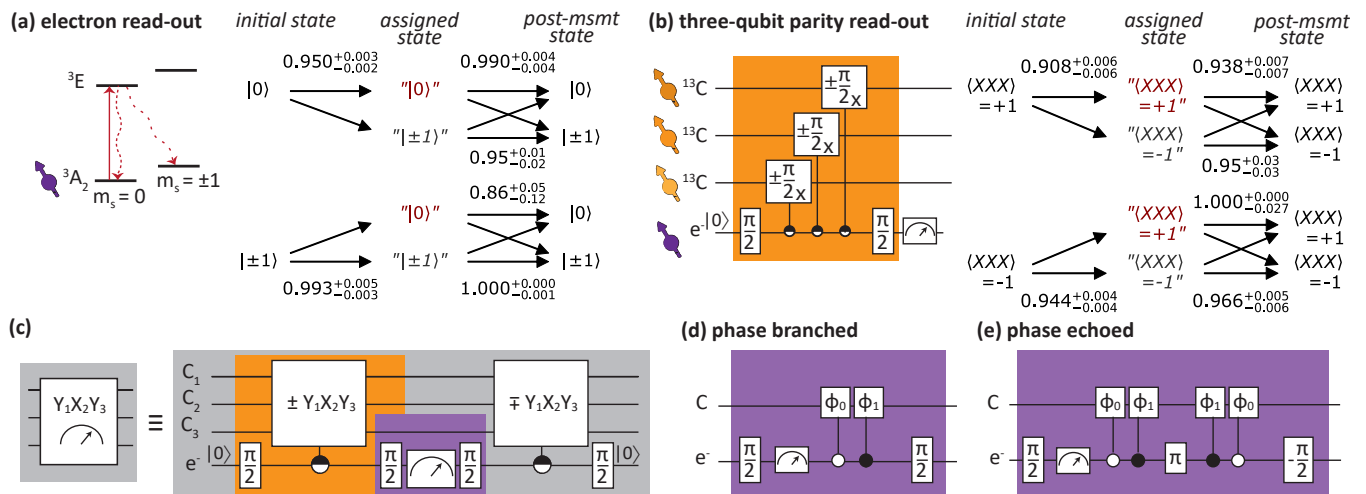 (a) electron read-out
initial state
assigned state
post-msmt state
³E
³A₂
mₛ = 0
mₛ = ±1
0.950 +0.003 −0.002
0.990 +0.004 −0.004
|0⟩
"|0⟩"
|0⟩
"|±1⟩"
|±1⟩
0.95 +0.01 −0.02
0.86 +0.05 −0.12
"|0⟩"
|0⟩
|±1⟩
"|±1⟩"
|±1⟩
0.993 +0.005 −0.003
1.000 +0.000 −0.001
(b) three-qubit parity read-out
initial state
assigned state
post-msmt state
¹³C
±π/2 x
¹³C
±π/2 x
¹³C
±π/2 x
e⁻ |0⟩
π/2
π/2
0.908 +0.006 −0.006
0.938 +0.007 −0.007
⟨XXX⟩ =+1
"⟨XXX⟩ =+1"
⟨XXX⟩ =+1
"⟨XXX⟩ =-1"
⟨XXX⟩ =-1
0.95 +0.03 −0.03
1.000 +0.000 −0.027
"⟨XXX⟩ =+1"
⟨XXX⟩ =+1
⟨XXX⟩ =-1
"⟨XXX⟩ =-1"
⟨XXX⟩ =-1
0.944 +0.004 −0.004
0.966 +0.005 −0.006
(c)
Y₁X₂Y₃
≡
C₁
C₂
C₃
e⁻ |0⟩
± Y₁X₂Y₃
∓ Y₁X₂Y₃
π/2
π/2
π/2
π/2
|0⟩
(d) phase branched
C
ϕ₀
ϕ₁
e⁻
π/2
π/2
(e) phase echoed
C
ϕ₀
ϕ₁
ϕ₁
ϕ₀
e⁻
π/2
π
-π/2